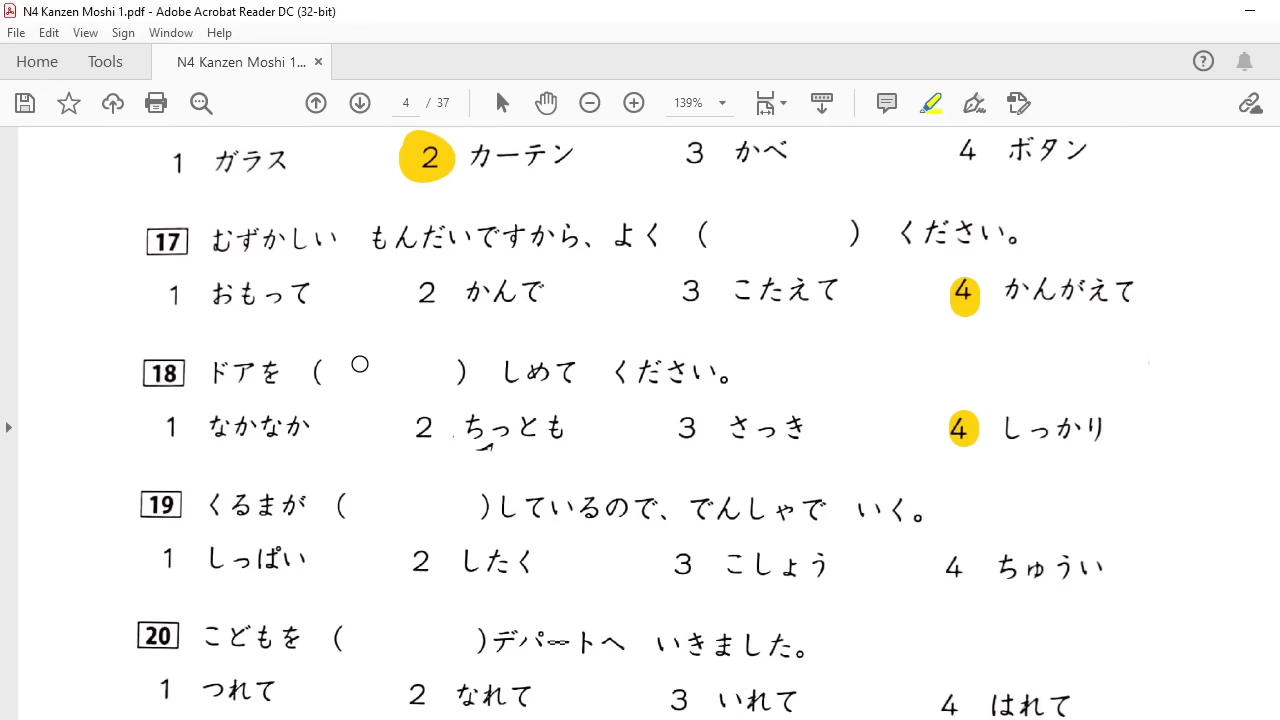 N4 Kanzen Moshi 1.pdf - Adobe Acrobat Reader DC (32-bit)
File Edit View Sign Window Help
Home Tools N4 Kanzen Moshi 1... ×
4 / 37 139%
1 ガラス 2 カーテン 3 かべ 4 ボタン
17 むずかしい もんだいですから、よく ( ) ください。
1 おもって 2 かんで 3 こたえて 4 かんがえて
18 ドアを ( ) しめて ください。
1 なかなか 2 ちっとも 3 さっき 4 しっかり
19 くるまが ( )しているので、でんしゃで いく。
1 しっぱい 2 したく 3 こしょう 4 ちゅうい
20 こどもを ( )デパートへ いきました。
1 つれて 2 なれて 3 いれて 4 はれて